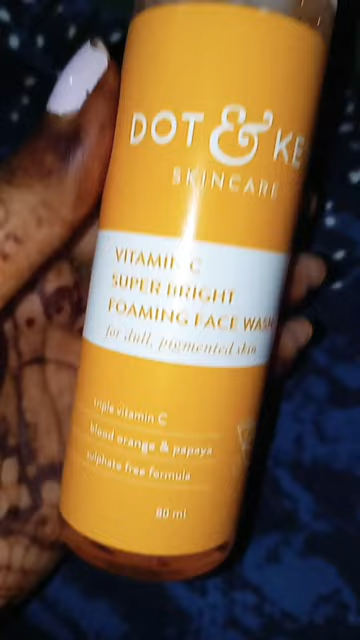 DOT & KE
SKINCARE
VITAMIN C
SUPER BRIGHT
FOAMING FACE WASH
for dull, pigmented skin
triple vitamin C
blood orange & papaya
sulphate free formula
80 ml